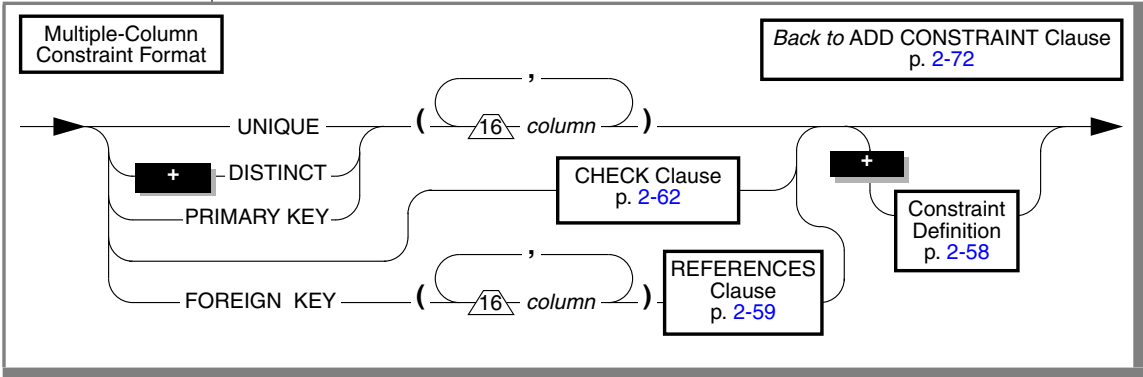 Multiple-Column
Constraint Format
Back to ADD CONSTRAINT Clause
p. 2-72
,
UNIQUE ( 16 column )
+ DISTINCT
PRIMARY KEY
CHECK Clause
p. 2-62
+
Constraint
Definition
p. 2-58
,
FOREIGN KEY ( 16 column )
REFERENCES
Clause
p. 2-59